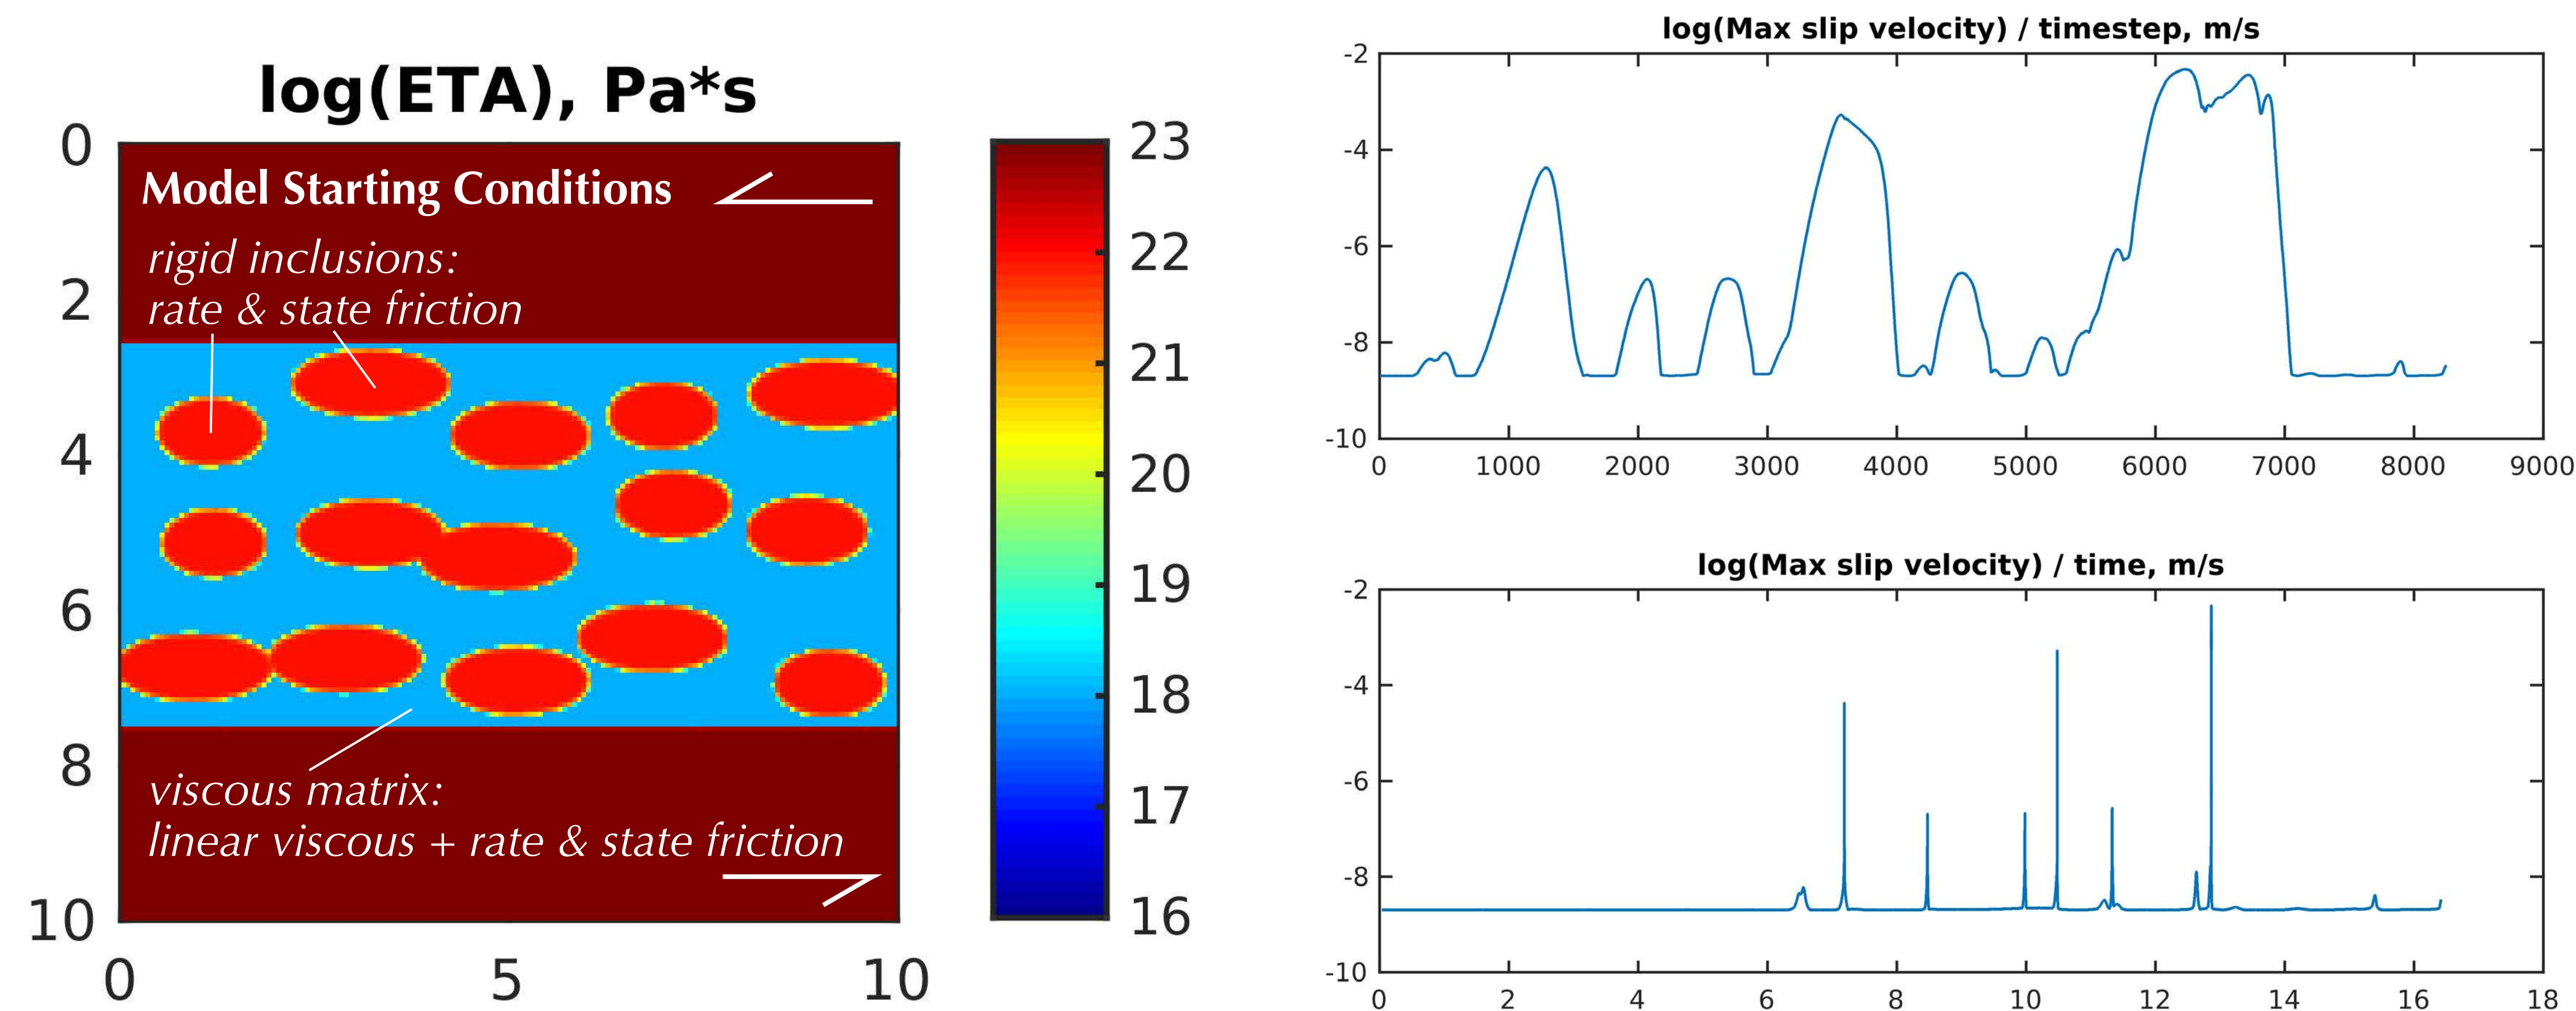 log(ETA), Pa*s
0
2
4
6
8
10
Model Starting Conditions
rigid inclusions:
rate & state friction
viscous matrix:
linear viscous + rate & state friction
0 5 10
23
22
21
20
19
18
17
16
log(Max slip velocity) / timestep, m/s
-2
-4
-6
-8
-10
0 1000 2000 3000 4000 5000 6000 7000 8000 9000
log(Max slip velocity) / time, m/s
-2
-4
-6
-8
-10
0 2 4 6 8 10 12 14 16 18